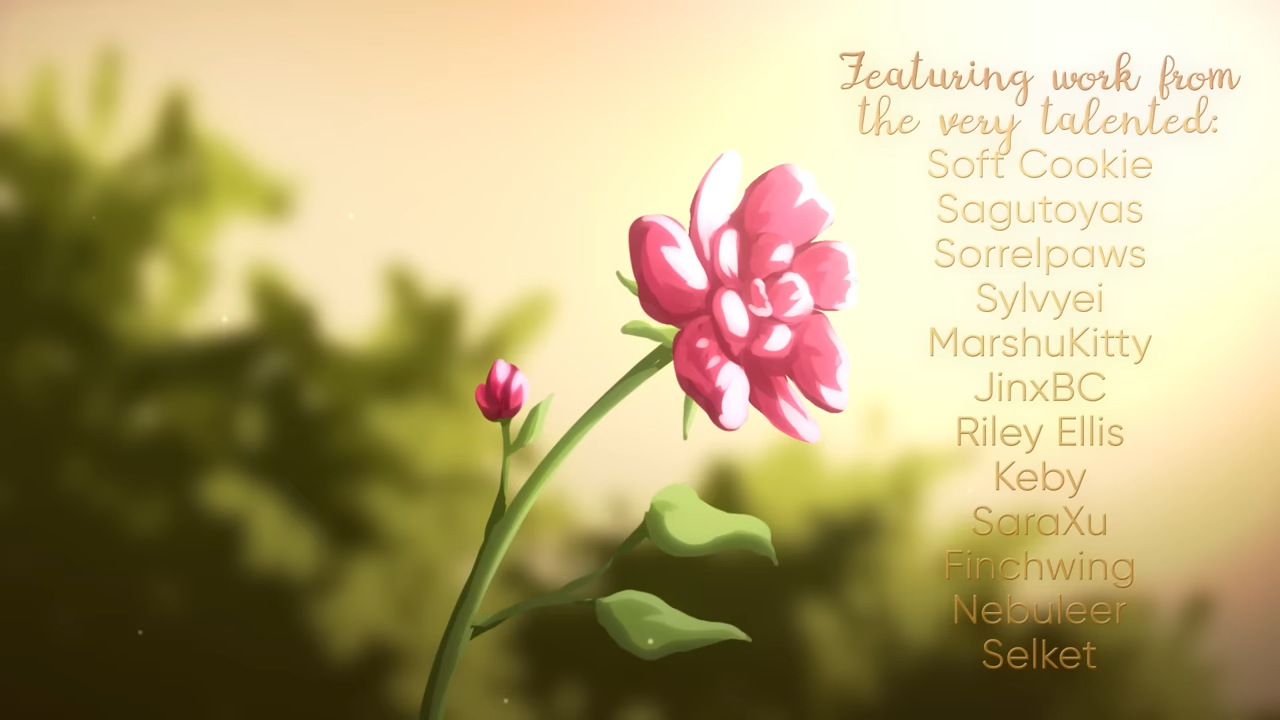 Featuring work from
the very talented:
Soft Cookie
Sagutoyas
Sorrelpaws
Sylvyei
MarshuKitty
JinxBC
Riley Ellis
Keby
SaraXu
Finchwing
Nebuleer
Selket